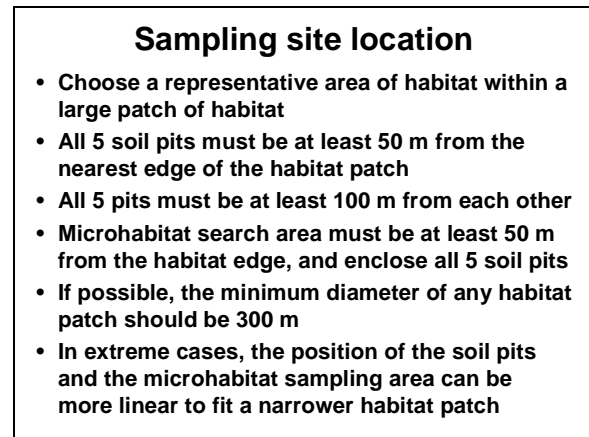 Sampling site location
• Choose a representative area of habitat within a
large patch of habitat
• All 5 soil pits must be at least 50 m from the
nearest edge of the habitat patch
• All 5 pits must be at least 100 m from each other
• Microhabitat search area must be at least 50 m
from the habitat edge, and enclose all 5 soil pits
• If possible, the minimum diameter of any habitat
patch should be 300 m
• In extreme cases, the position of the soil pits
and the microhabitat sampling area can be
more linear to fit a narrower habitat patch